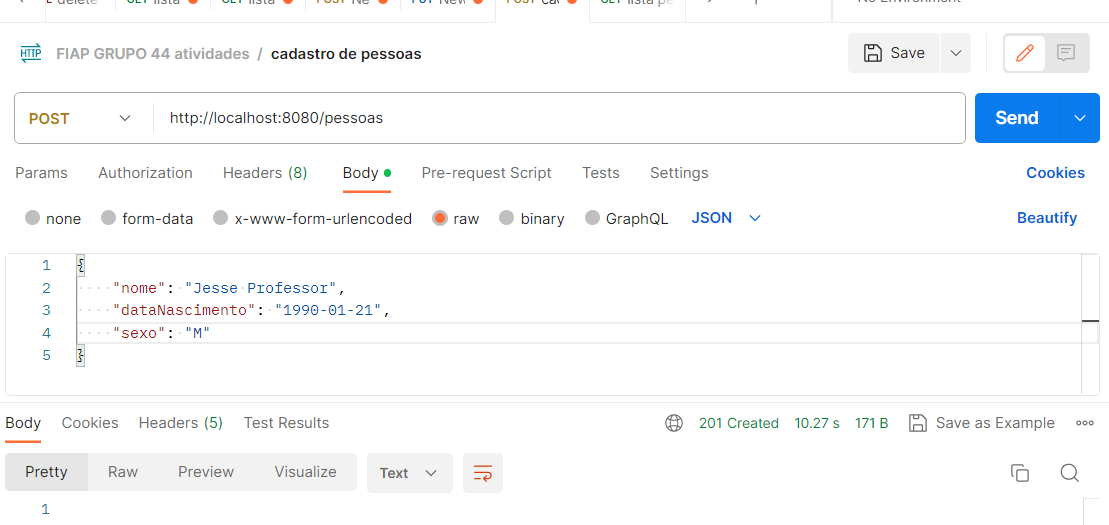 FIAP GRUPO 44 atividades / cadastro de pessoas
Save
POST
http://localhost:8080/pessoas
Send
Params Authorization Headers (8) Body Pre-request Script Tests Settings Cookies
none form-data x-www-form-urlencoded raw binary GraphQL JSON Beautify
1 {
2 "nome": "Jesse Professor",
3 "dataNascimento": "1990-01-21",
4 "sexo": "M"
5 }
Body Cookies Headers (5) Test Results 201 Created 10.27 s 171 B Save as Example
Pretty Raw Preview Visualize Text
1